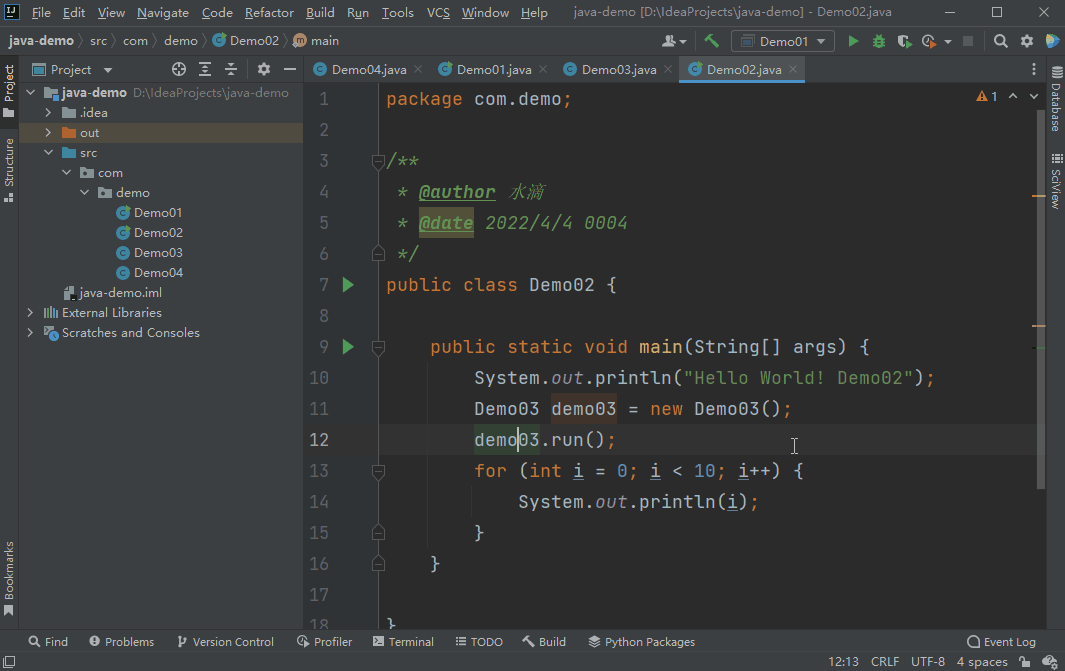 File Edit View Navigate Code Refactor Build Run Tools VCS Window Help java-demo [D:\IdeaProjects\java-demo] - Demo02.java
java-demo src com demo Demo02 main Demo01
Project Demo04.java Demo01.java Demo03.java Demo02.java
Project
Structure
Bookmarks
java-demo D:\IdeaProjects\java-demo
.idea
out
src
com
demo
Demo01
Demo02
Demo03
Demo04
java-demo.iml
External Libraries
Scratches and Consoles
1 package com.demo;
2
3 /**
4 * @author 水滴
5 * @date 2022/4/4 0004
6 */
7 public class Demo02 {
8
9 public static void main(String[] args) {
10 System.out.println("Hello World! Demo02");
11 Demo03 demo03 = new Demo03();
12 demo03.run();
13 for (int i = 0; i < 10; i++) {
14 System.out.println(i);
15 }
16 }
17
18 }
1
Database
SciView
Find Problems Version Control Profiler Terminal TODO Build Python Packages Event Log
12:13 CRLF UTF-8 4 spaces